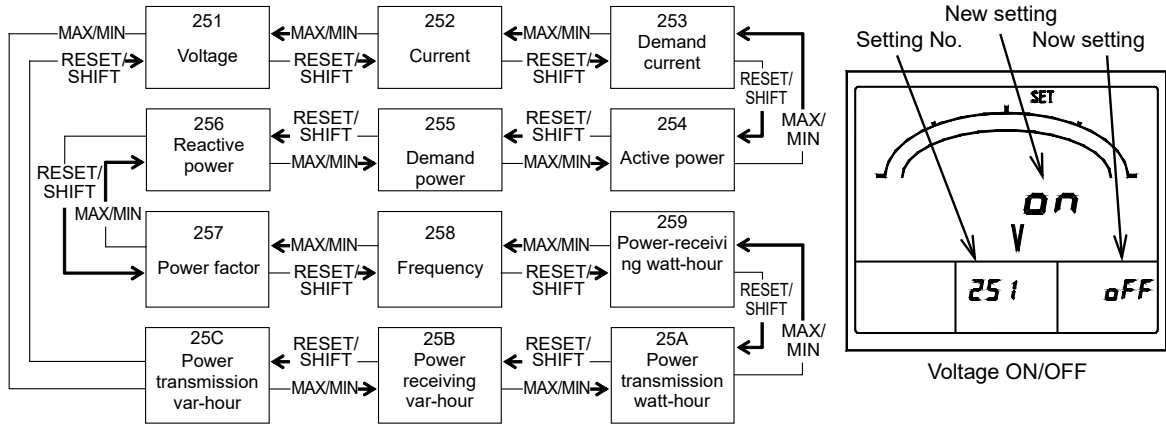 251
Voltage
MAX/MIN
RESET/
SHIFT
MAX/MIN
RESET/
SHIFT
252
Current
MAX/MIN
RESET/
SHIFT
253
Demand
current
RESET/
SHIFT
MAX/
MIN
256
Reactive
power
RESET/
SHIFT
MAX/MIN
255
Demand
power
RESET/
SHIFT
MAX/MIN
254
Active power
RESET/
SHIFT
MAX/MIN
257
Power factor
MAX/MIN
RESET/
SHIFT
258
Frequency
MAX/MIN
RESET/
SHIFT
259
Power-receivi
ng watt-hour
RESET/
SHIFT
MAX/
MIN
25C
Power
transmission
var-hour
RESET/
SHIFT
MAX/MIN
25B
Power
receiving
var-hour
RESET/
SHIFT
MAX/MIN
25A
Power
transmission
watt-hour
New setting
Setting No.
Now setting
SET
on
V
251
oFF
Voltage ON/OFF